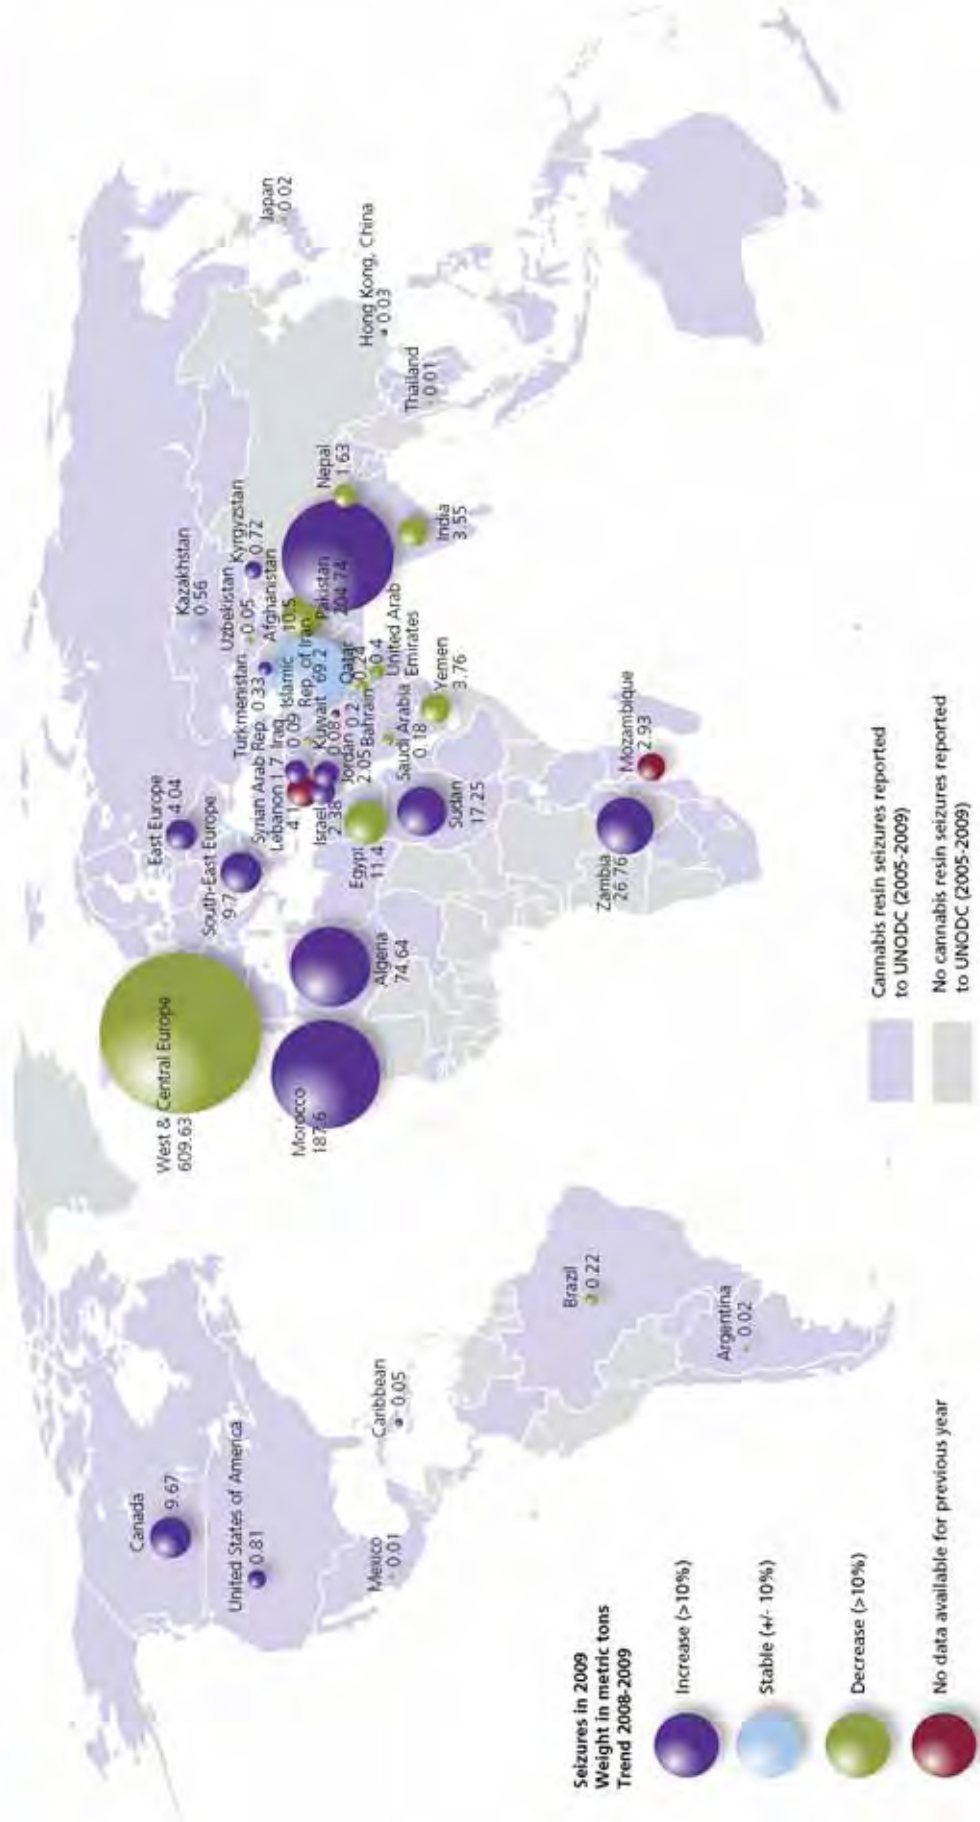 Canada
9.67
United States of America
0.81
Mexico
0.01
Caribbean
0.05
Brazil
0.22
Argentina
0.02
West & Central Europe
609.63
Morocco
187.6
Algeria
74.64
East Europe
4.04
South-East Europe
9.7
Syrian Arab Rep.
Lebanon 1.7
4.1
Israel
2.38
Egypt
11.4
Sudan
17.25
Zambia
26.76
Mozambique
2.93
Turkmenistan
0.33
Iraq
0.09
Kuwait
0.08
Jordan
2.05
0.2
Bahrain
Saudi Arabia
0.18
Yemen
3.76
Islamic
Rep. of Iran
69.2
Qatar
0.24
0.4
United Arab
Emirates
Kazakhstan
0.56
Uzbekistan
0.05
Kyrgyzstan
0.72
Afghanistan
10.5
Pakistan
204.74
Nepal
1.63
India
3.55
Thailand
0.01
Hong Kong, China
0.03
Japan
0.02
Seizures in 2009
Weight in metric tons
Trend 2008-2009
Increase (>10%)
Stable (+/- 10%)
Decrease (>10%)
No data available for previous year
Cannabis resin seizures reported
to UNODC (2005-2009)
No cannabis resin seizures reported
to UNODC (2005-2009)